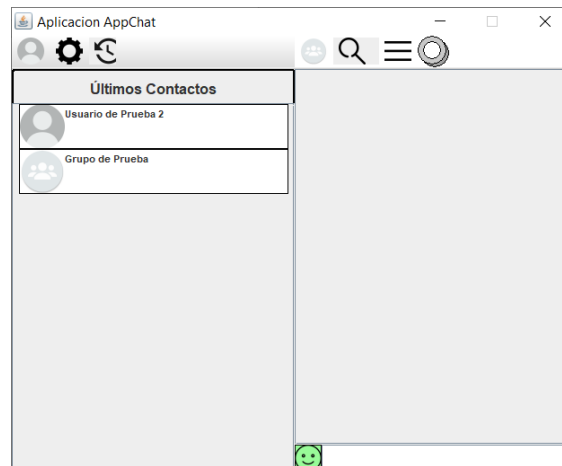 Aplicacion AppChat
Últimos Contactos
Usuario de Prueba 2
Grupo de Prueba